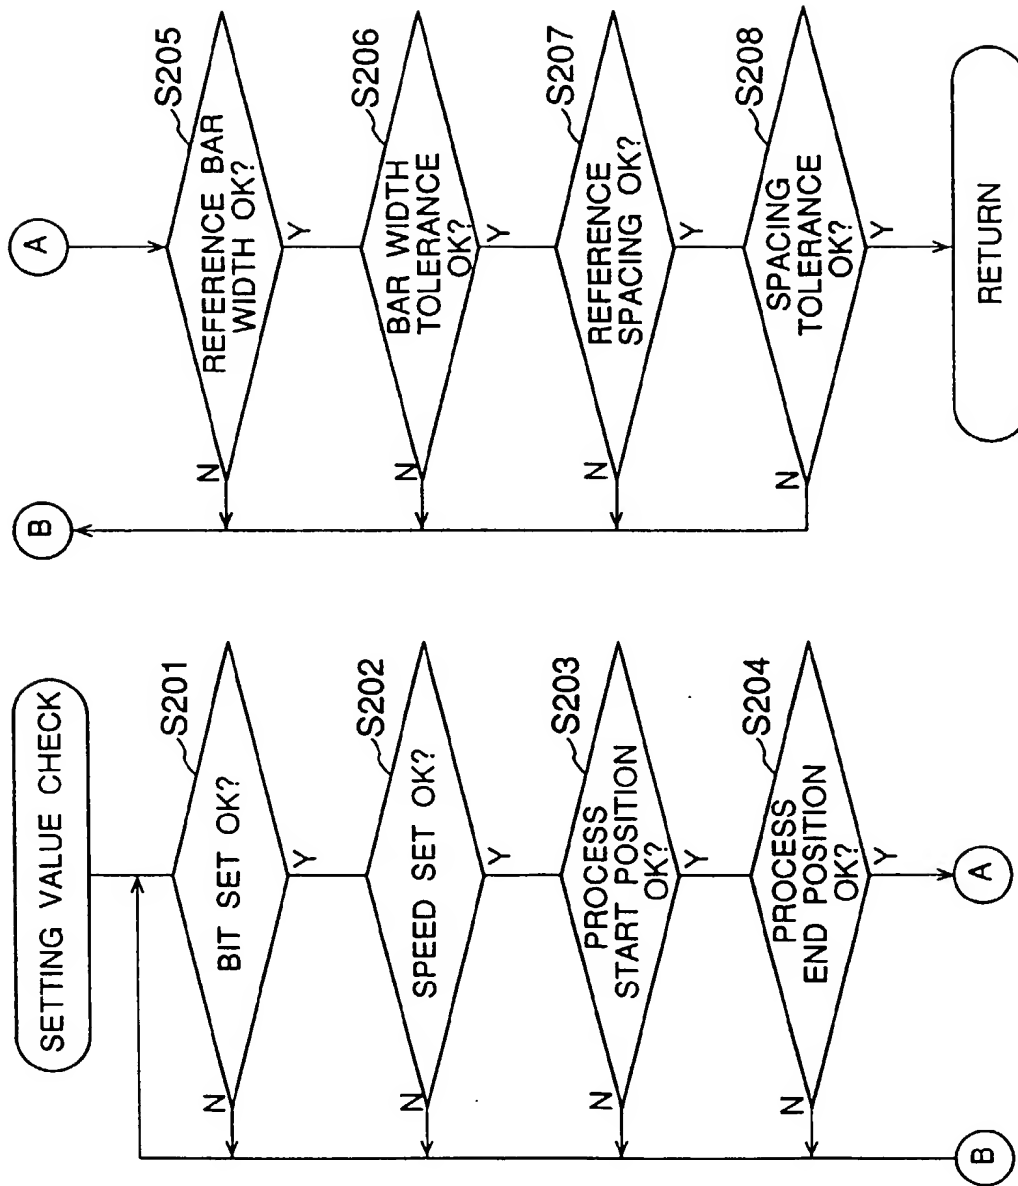 SETTING VALUE CHECK
S201
BIT SET OK?
N
Y
S202
SPEED SET OK?
N
Y
S203
PROCESS
START POSITION
OK?
N
Y
S204
PROCESS
END POSITION
OK?
N
Y
B
A
B
A
S205
REFERENCE BAR
WIDTH OK?
N
Y
S206
BAR WIDTH
TOLERANCE
OK?
N
Y
S207
REFERENCE
SPACING OK?
N
Y
S208
SPACING
TOLERANCE
OK?
N
Y
RETURN